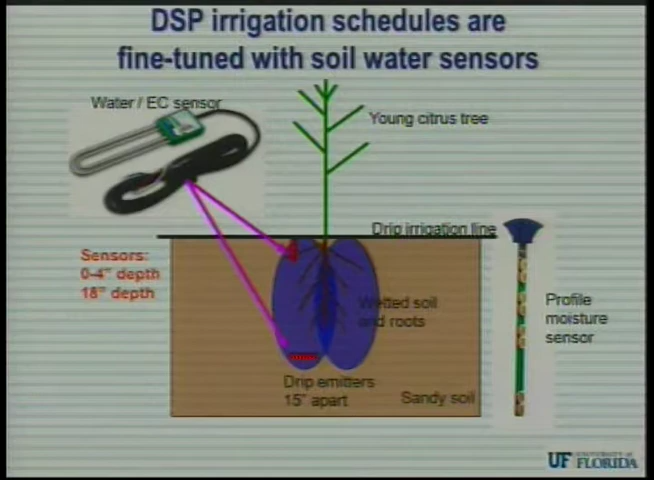 DSP irrigation schedules are
fine-tuned with soil water sensors
Water / EC sensor
Young citrus tree
Drip irrigation line
Sensors:
0-4" depth
18" depth
Wetted soil
and roots
Profile
moisture
sensor
Drip emitters
15" apart
Sandy soil
UF UNIVERSITY of
FLORIDA